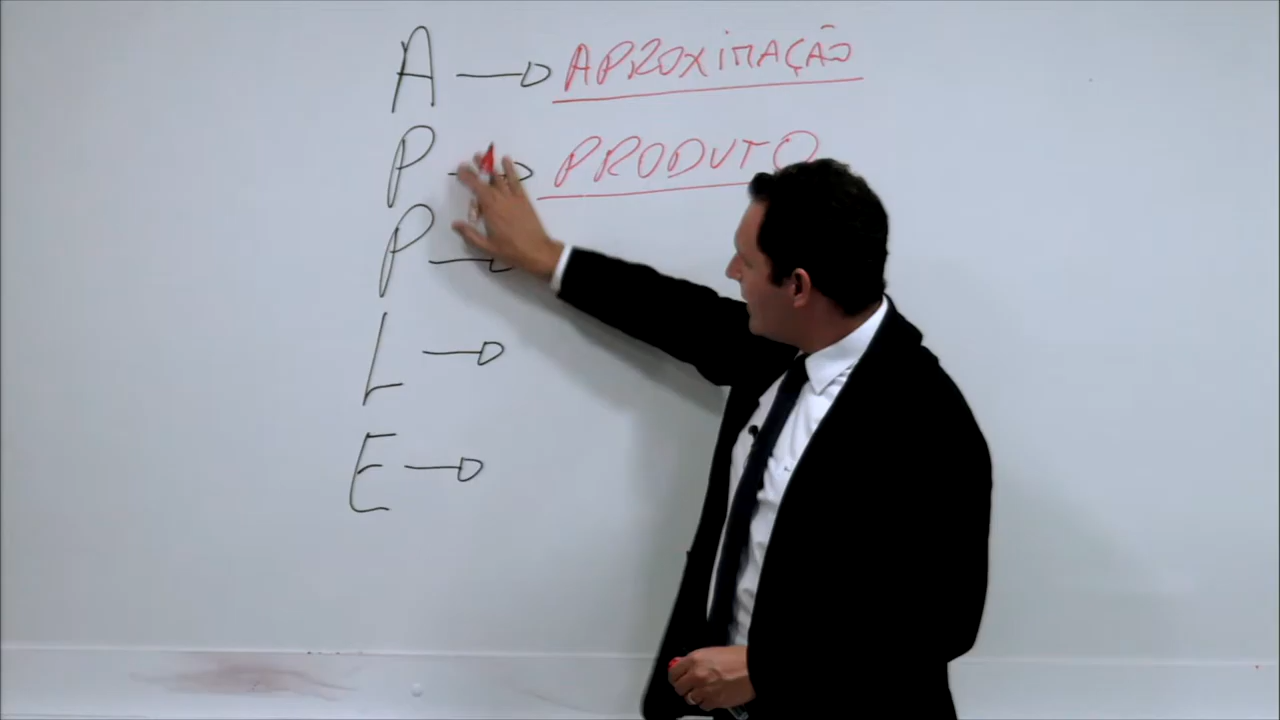 A → APROXIMAÇÃO
P → PRODUTO
P →
L →
E →